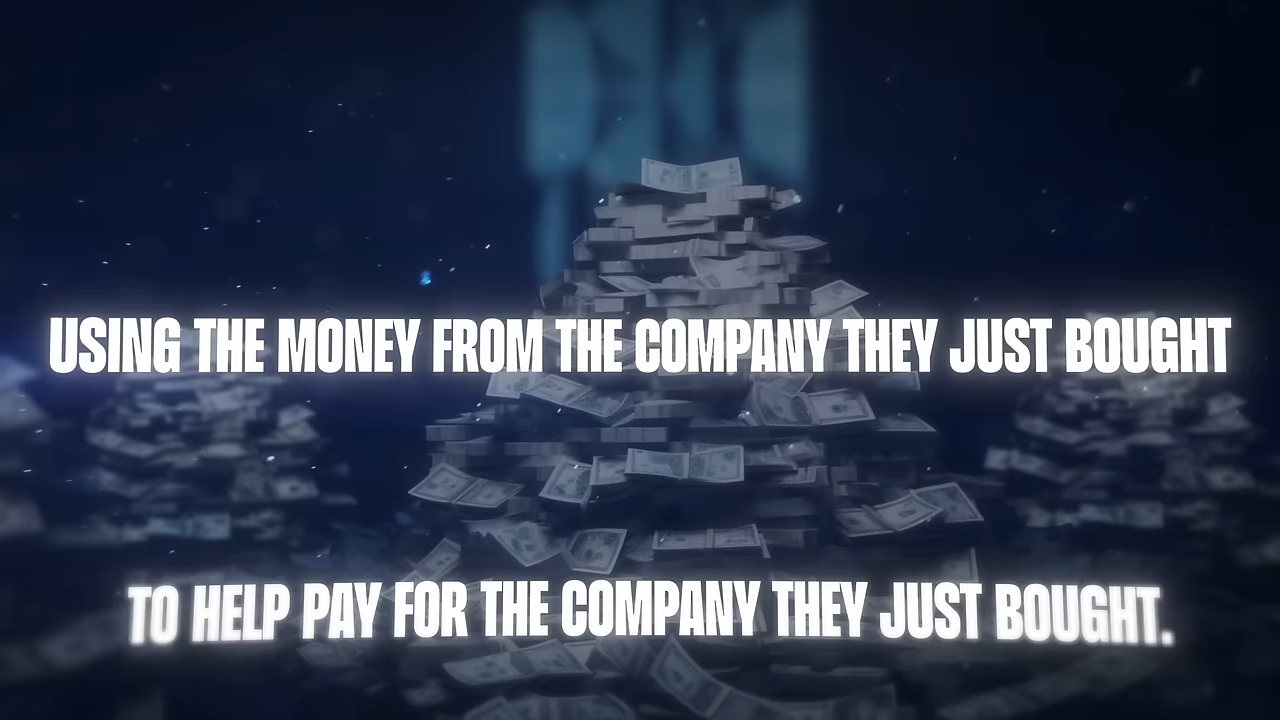 USING THE MONEY FROM THE COMPANY THEY JUST BOUGHT
TO HELP PAY FOR THE COMPANY THEY JUST BOUGHT.